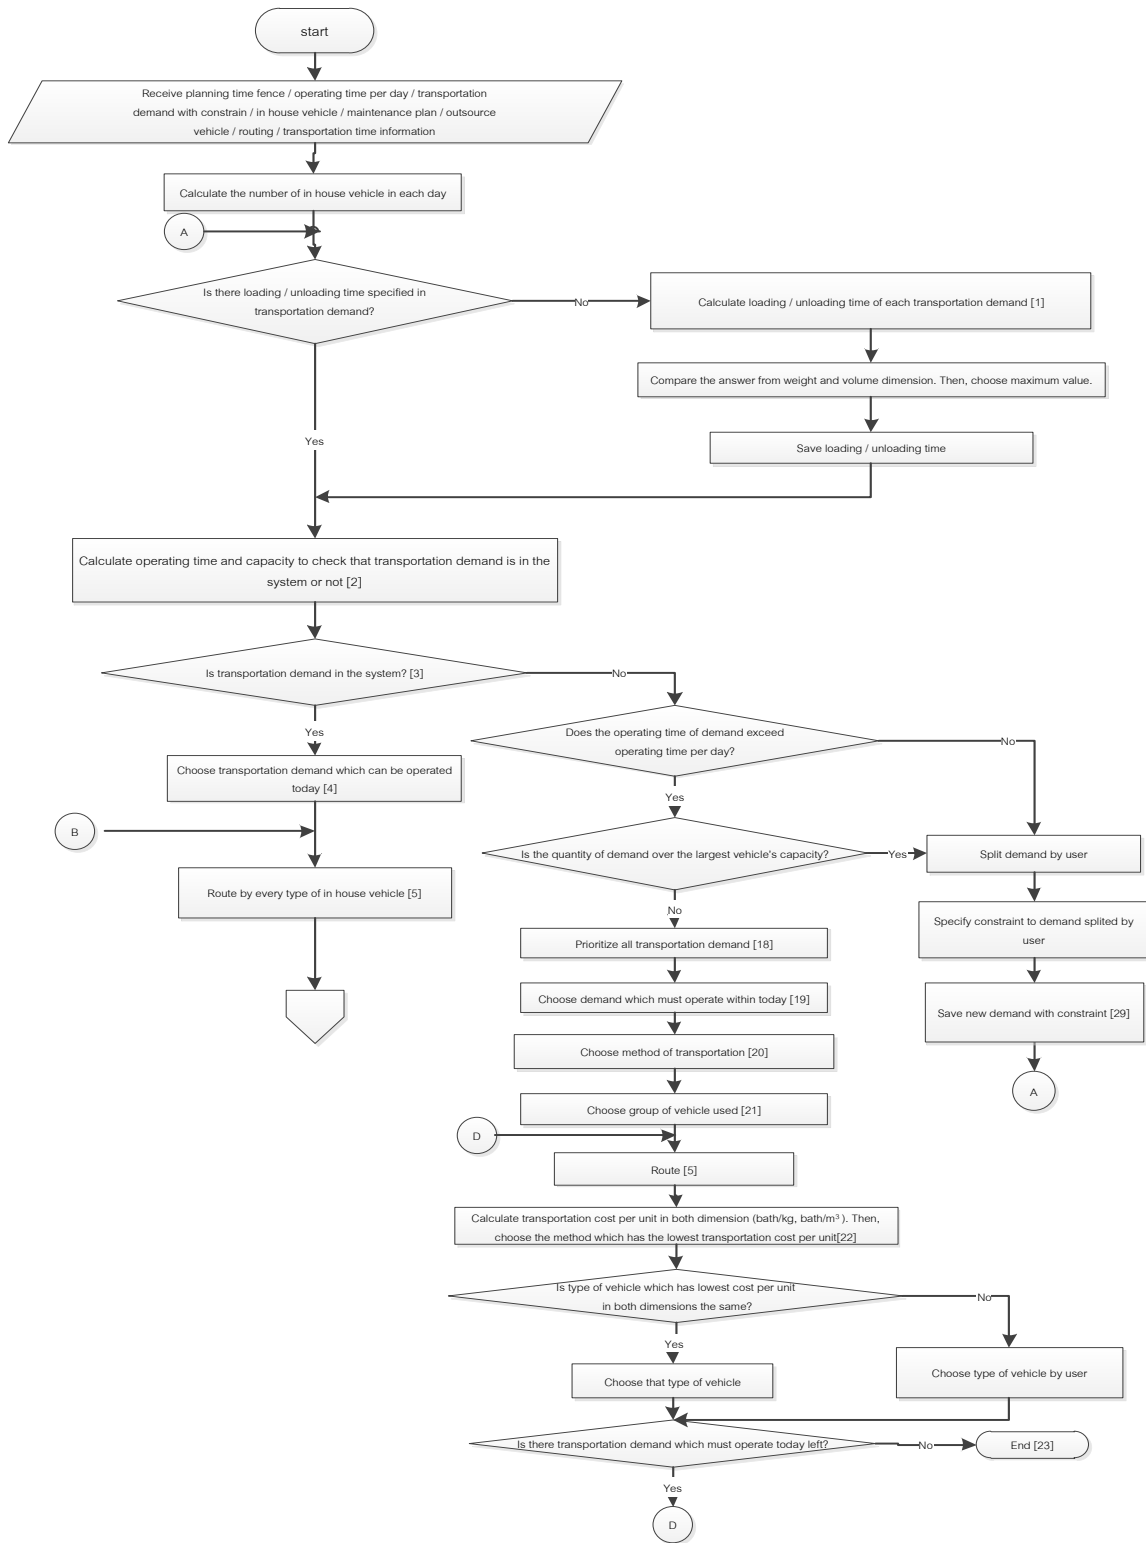 start
Receive planning time fence / operating time per day / transportation
demand with constrain / in house vehicle / maintenance plan / outsource
vehicle / routing / transportation time information
Calculate the number of in house vehicle in each day
A
Is there loading / unloading time specified in
transportation demand?
No
Calculate loading / unloading time of each transportation demand [1]
Compare the answer from weight and volume dimension. Then, choose maximum value.
Yes
Save loading / unloading time
Calculate operating time and capacity to check that transportation demand is in the
system or not [2]
Is transportation demand in the system? [3]
No
Yes
Does the operating time of demand exceed
operating time per day?
No
Choose transportation demand which can be operated
today [4]
Yes
B
Is the quantity of demand over the largest vehicle's capacity?
Yes
Split demand by user
Route by every type of in house vehicle [5]
No
Specify constraint to demand splited by
user
Prioritize all transportation demand [18]
Choose demand which must operate within today [19]
Save new demand with constraint [29]
Choose method of transportation [20]
A
Choose group of vehicle used [21]
D
Route [5]
Calculate transportation cost per unit in both dimension (bath/kg, bath/m³ ). Then,
choose the method which has the lowest transportation cost per unit[22]
Is type of vehicle which has lowest cost per unit
in both dimensions the same?
No
Yes
Choose that type of vehicle
Choose type of vehicle by user
Is there transportation demand which must operate today left?
No
End [23]
Yes
D